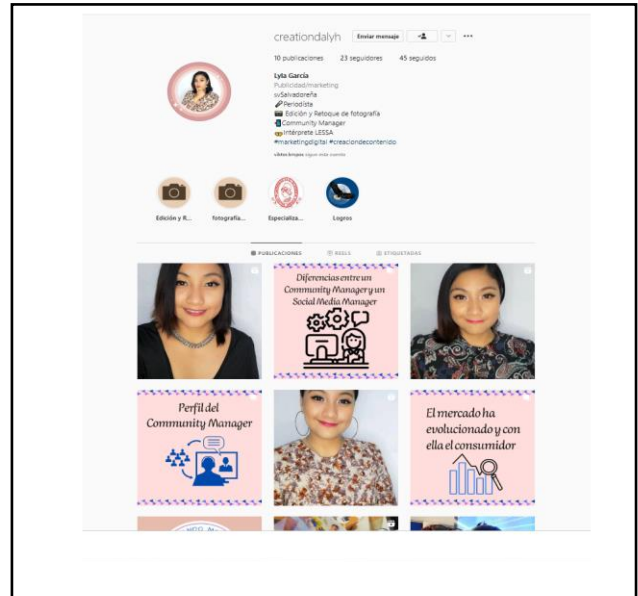 creationdalyh Enviar mensaje
10 publicaciones 23 seguidores 45 seguidos
Lyla García
Publicidad/marketing
svSalvadoreña
Periodista
Edición y Retoque de fotografía
Community Manager
Intérprete LESSA
#marketingdigital #creaciondecontenido
sigue esta cuenta
Edición y R...
fotografía...
Especializa...
Logros
PUBLICACIONES
REELS
ETIQUETADAS
Diferencias entre un
Community Manager y un
Social Media Manager
Perfil del
Community Manager
El mercado ha
evolucionado y con
ella el consumidor